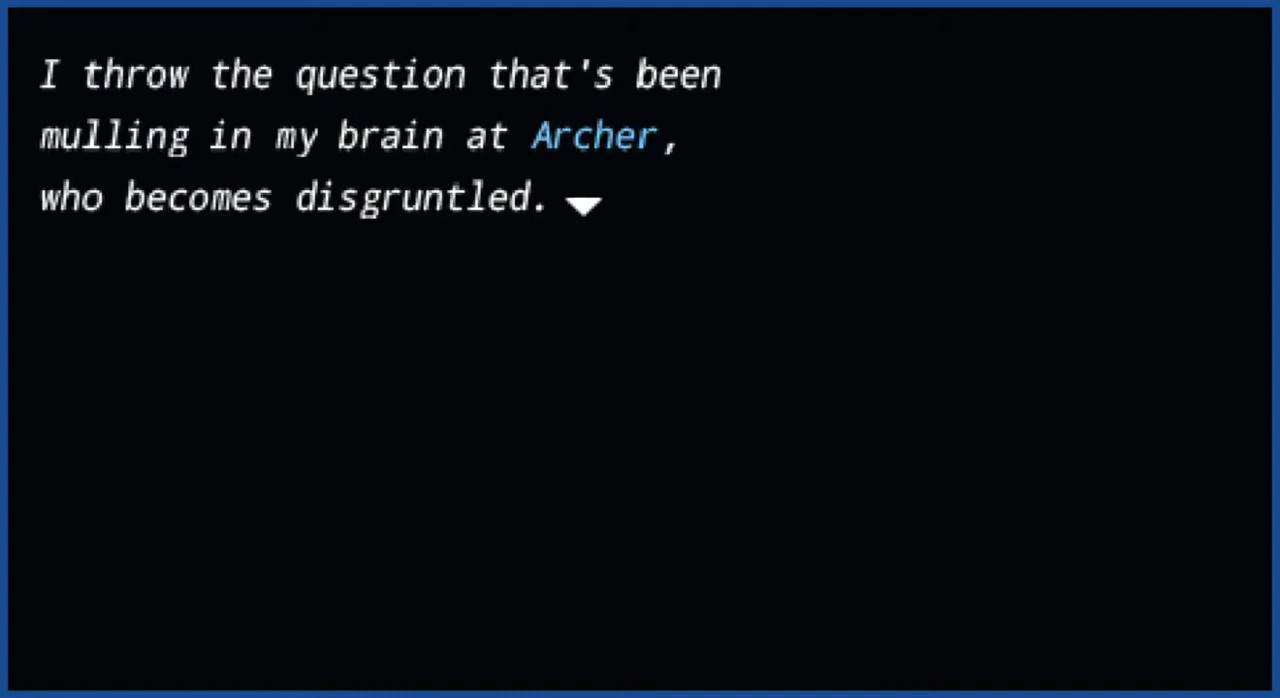 I throw the question that's been
mulling in my brain at Archer,
who becomes disgruntled.